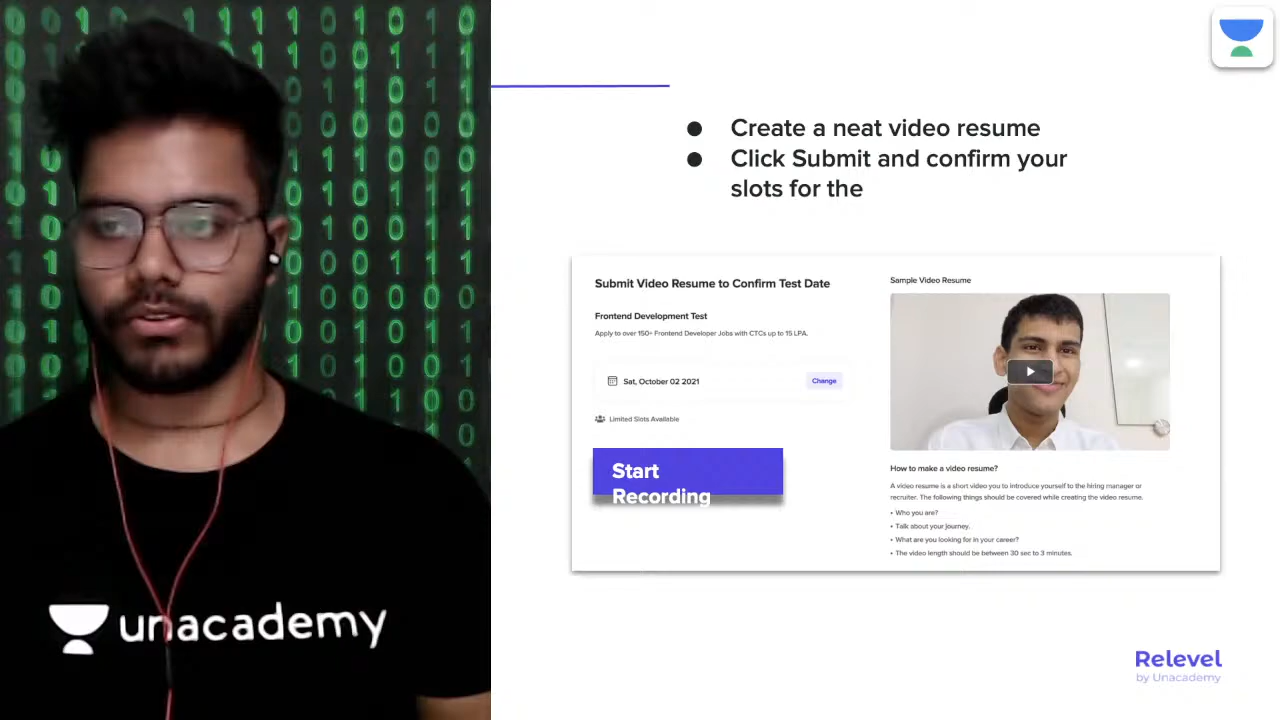 Create a neat video resume
Click Submit and confirm your
slots for the
Submit Video Resume to Confirm Test Date
Frontend Development Test
Apply to over 150+ Frontend Developer Jobs with CTCs up to 15 LPA.
Sat, October 02 2021
Change
Limited Slots Available
Start
Recording
Sample Video Resume
How to make a video resume?
A video resume is a short video you to introduce yourself to the hiring manager or
recruiter. The following things should be covered while creating the video resume.
• Who you are?
• Talk about your journey.
• What are you looking for in your career?
• The video length should be between 30 sec to 3 minutes.
unacademy
Relevel
by Unacademy